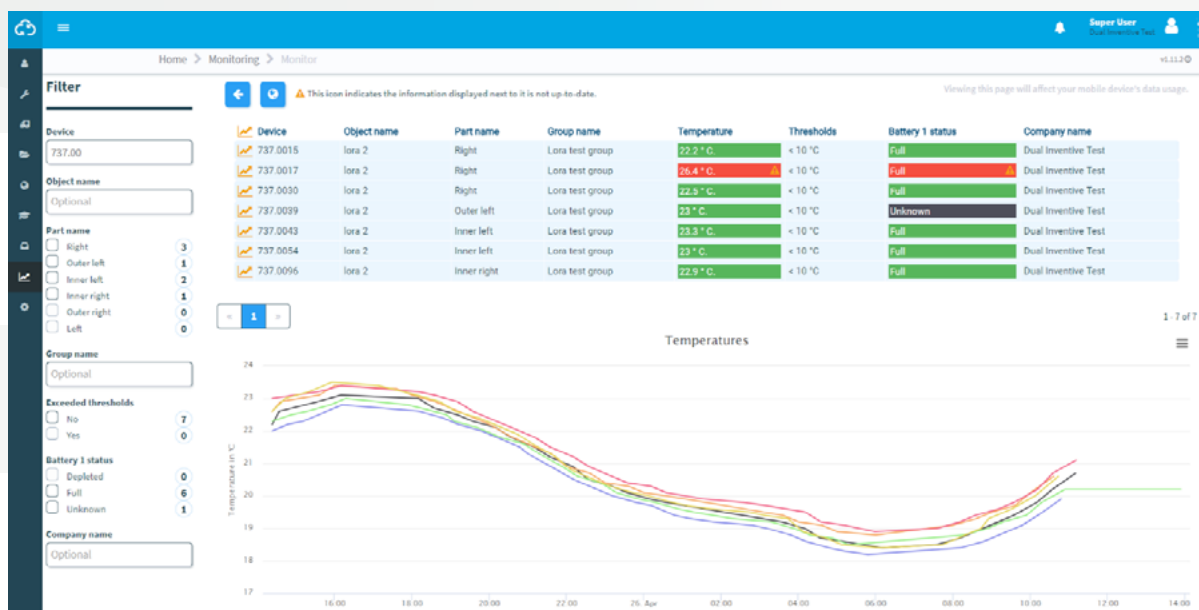 Super User
Dual Inventive Test
Home > Monitoring > Monitor
v1.11.2
Filter
This icon indicates the information displayed next to it is not up-to-date.
Viewing this page will affect your mobile device's data usage.
Device
737.00
Object name
Optional
Part name
Right 3
Outer left 1
Inner left 2
Inner right 1
Outer right 0
Left 0
Group name
Optional
Exceeded thresholds
No 7
Yes 0
Battery 1 status
Depleted 0
Full 6
Unknown 1
Company name
Optional
Device Object name Part name Group name Temperature Thresholds Battery 1 status Company name
737.0015 lora 2 Right Lora test group 22.2 ° C. < 10 °C Full Dual Inventive Test
737.0017 lora 2 Right Lora test group 26.4 ° C. < 10 °C Full Dual Inventive Test
737.0030 lora 2 Right Lora test group 22.5 ° C. < 10 °C Full Dual Inventive Test
737.0039 lora 2 Outer left Lora test group 23 ° C. < 10 °C Unknown Dual Inventive Test
737.0043 lora 2 Inner left Lora test group 23.3 ° C. < 10 °C Full Dual Inventive Test
737.0054 lora 2 Inner left Lora test group 23 ° C. < 10 °C Full Dual Inventive Test
737.0096 lora 2 Inner right Lora test group 22.9 ° C. < 10 °C Full Dual Inventive Test
« 1 »
1 - 7 of 7
Temperatures
Temperature in °C
24
23
22
21
20
19
18
17
16:00 18:00 20:00 22:00 26. Apr 02:00 04:00 06:00 08:00 10:00 12:00 14:00